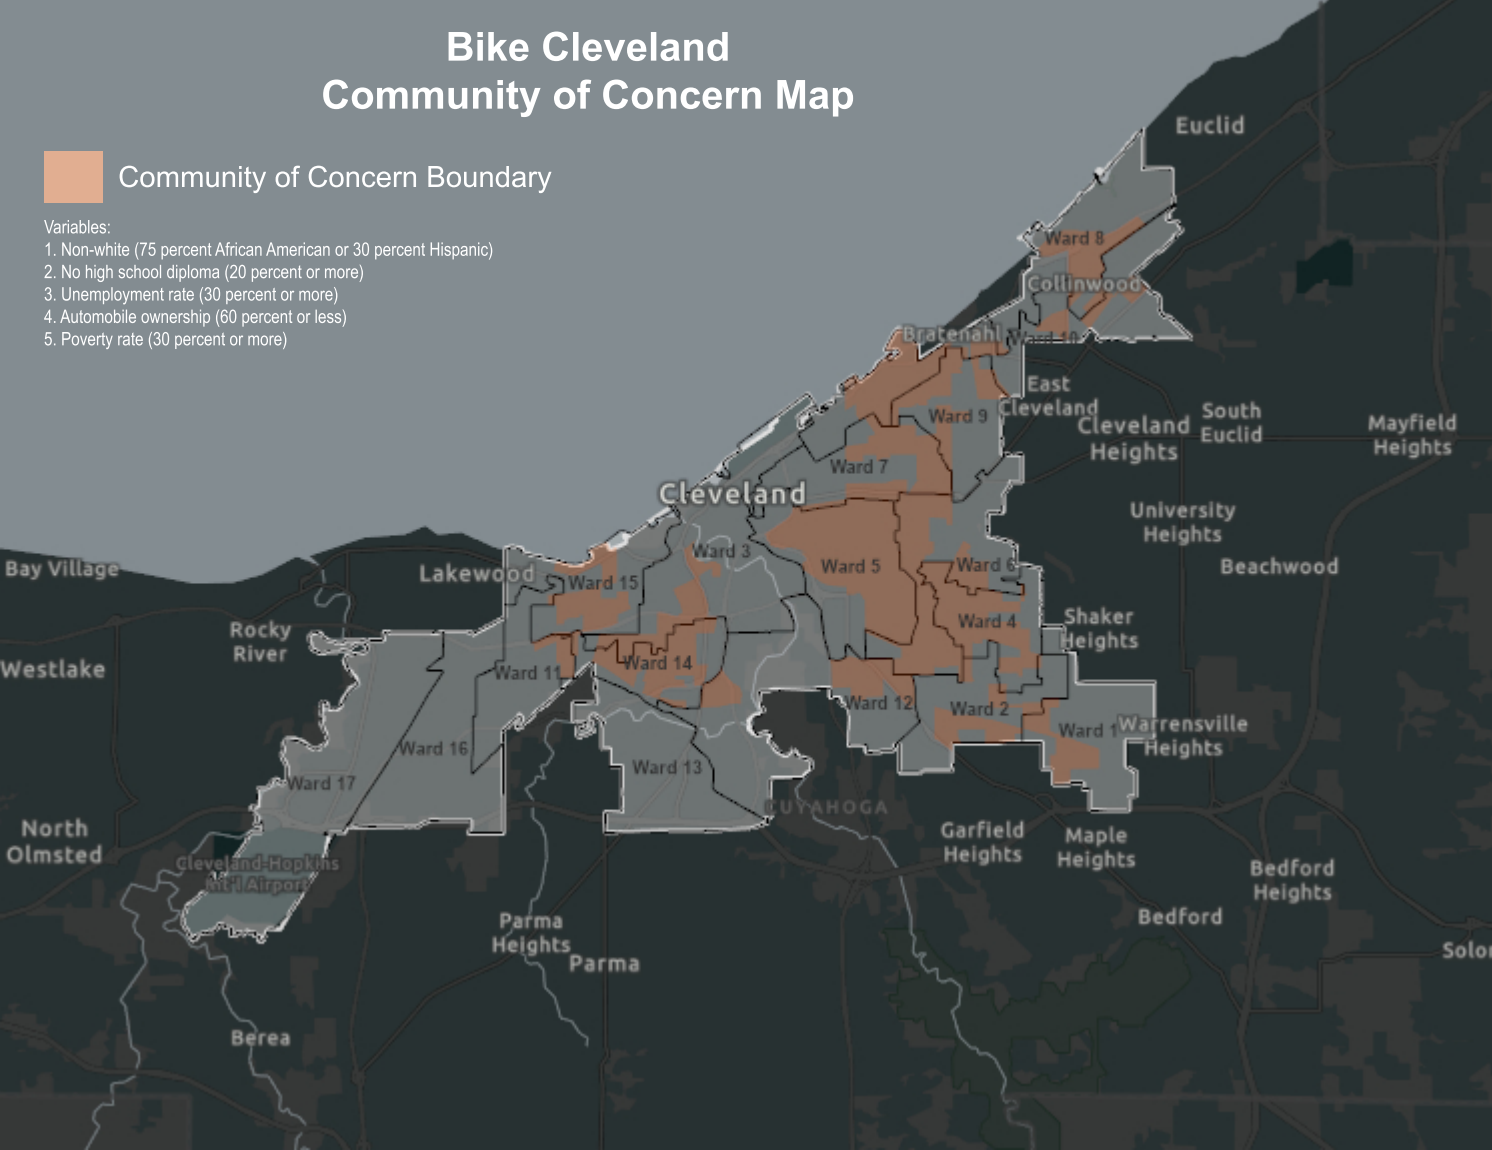 Bike Cleveland
Community of Concern Map
Community of Concern Boundary
Variables:
1. Non-white (75 percent African American or 30 percent Hispanic)
2. No high school diploma (20 percent or more)
3. Unemployment rate (30 percent or more)
4. Automobile ownership (60 percent or less)
5. Poverty rate (30 percent or more)
Euclid
Ward 8
Collinwood
Bratenahl
Ward 10
East
Cleveland
Ward 9
Cleveland
Heights
South
Euclid
Mayfield
Heights
Ward 7
Cleveland
University
Heights
Ward 3
Bay Village
Lakewood
Ward 15
Ward 5
Ward 6
Beachwood
Rocky
River
Ward 4
Shaker
Heights
Westlake
Ward 11
Ward 14
Ward 12
Ward 2
Ward 1
Warrensville
Heights
Ward 16
Ward 13
Ward 17
CUYAHOGA
North
Olmsted
Garfield
Heights
Maple
Heights
Cleveland-Hopkins
Int'l Airport
Bedford
Heights
Parma
Heights
Bedford
Parma
Solon
Berea